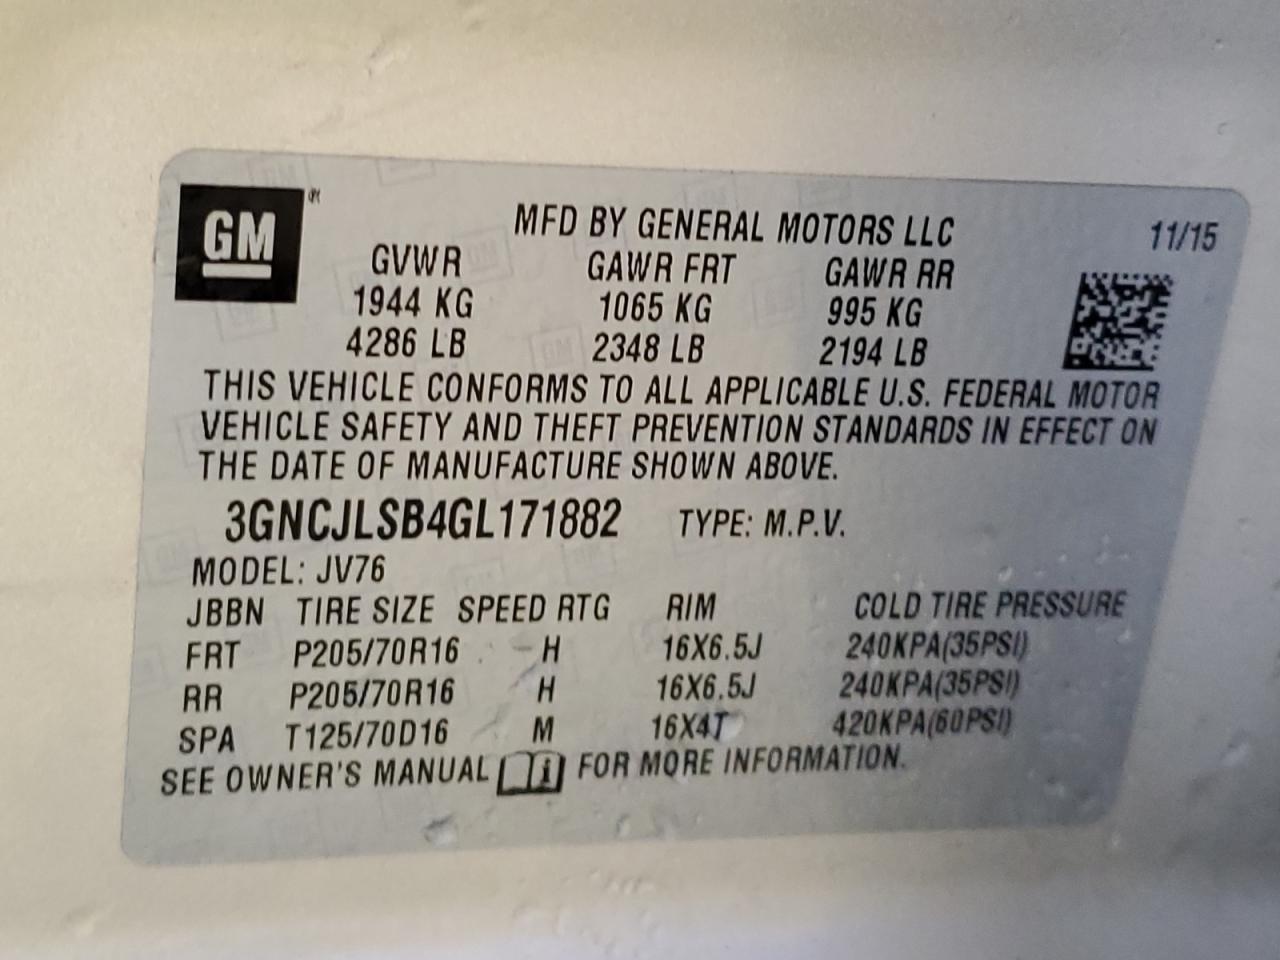 GM
MFD BY GENERAL MOTORS LLC 11/15
GVWR GAWR FRT GAWR RR
1944 KG 1065 KG 995 KG
4286 LB 2348 LB 2194 LB
THIS VEHICLE CONFORMS TO ALL APPLICABLE U.S. FEDERAL MOTOR
VEHICLE SAFETY AND THEFT PREVENTION STANDARDS IN EFFECT ON
THE DATE OF MANUFACTURE SHOWN ABOVE.
3GNCJLSB4GL171882 TYPE: M.P.V.
MODEL: JV76
JBBN TIRE SIZE SPEED RTG RIM COLD TIRE PRESSURE
FRT P205/70R16 H 16X6.5J 240KPA(35PSI)
RR P205/70R16 H 16X6.5J 240KPA(35PSI)
SPA T125/70D16 M 16X4T 420KPA(60PSI)
SEE OWNER'S MANUAL i FOR MORE INFORMATION.